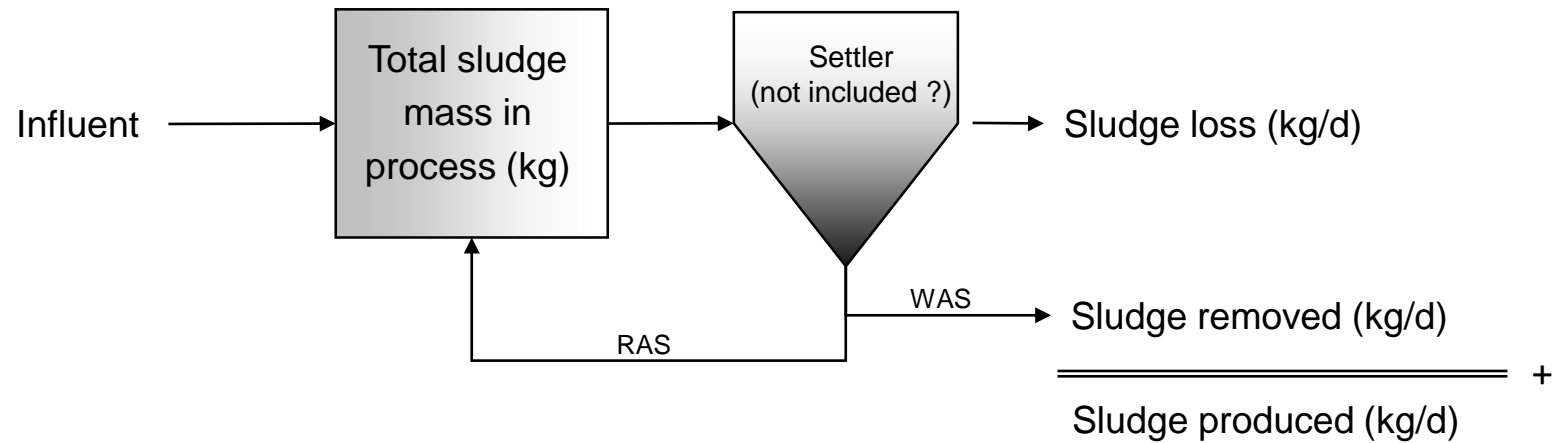 Influent
Total sludge
mass in
process (kg)
Settler
(not included ?)
Sludge loss (kg/d)
WAS
Sludge removed (kg/d)
RAS
+
Sludge produced (kg/d)